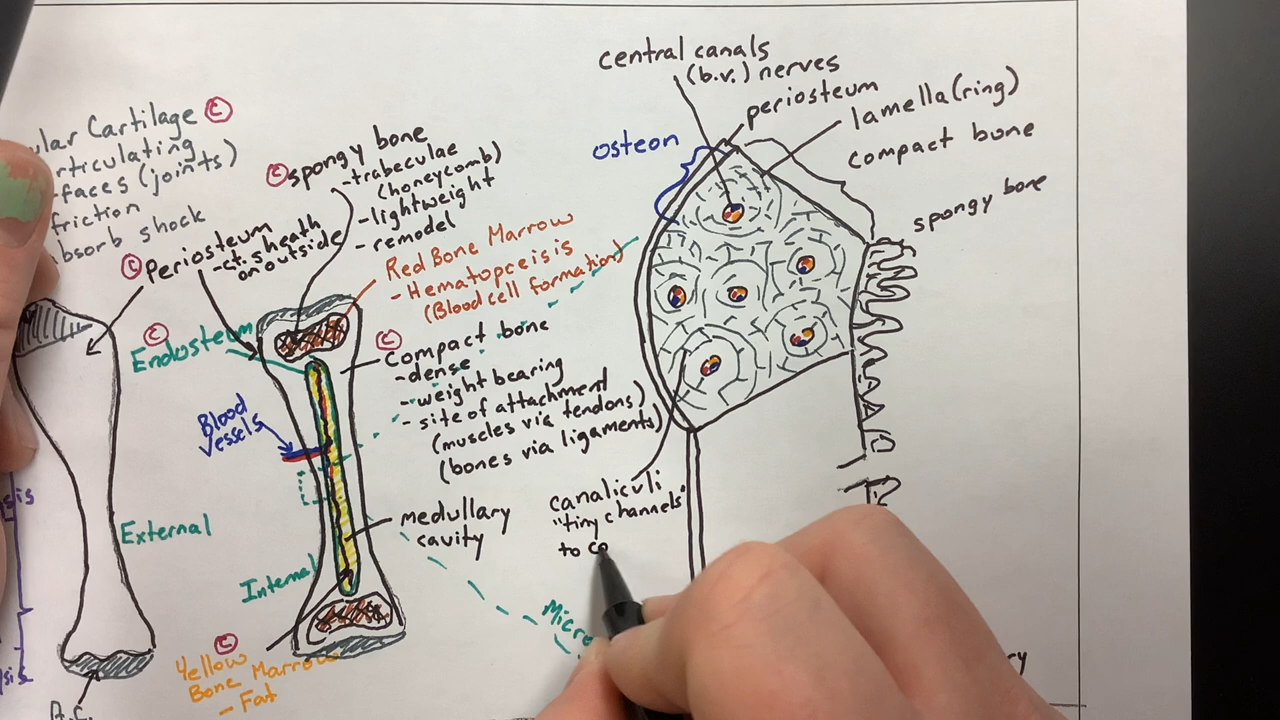 central canals
(b.v.) nerves
periosteum
lamella (ring)
compact bone
osteon
spongy bone
Cartilage ©
articulating
faces (joints)
friction
absorb shock
© Periosteum
-ct. sheath
on outside
© spongy bone
-trabeculae
(honeycomb)
-lightweight
-remodel
Red Bone Marrow
- Hematopoeisis
(Blood cell formation)
©
Endosteum
©
Compact bone
-dense
-weight bearing
- site of attachment
(muscles via tendons)
(bones via ligaments)
Blood
Vessels
canaliculi
"tiny channels"
to co
medullary
cavity
External
Internal
Micro
©
Yellow
Bone Marrow
- Fat
A.C.